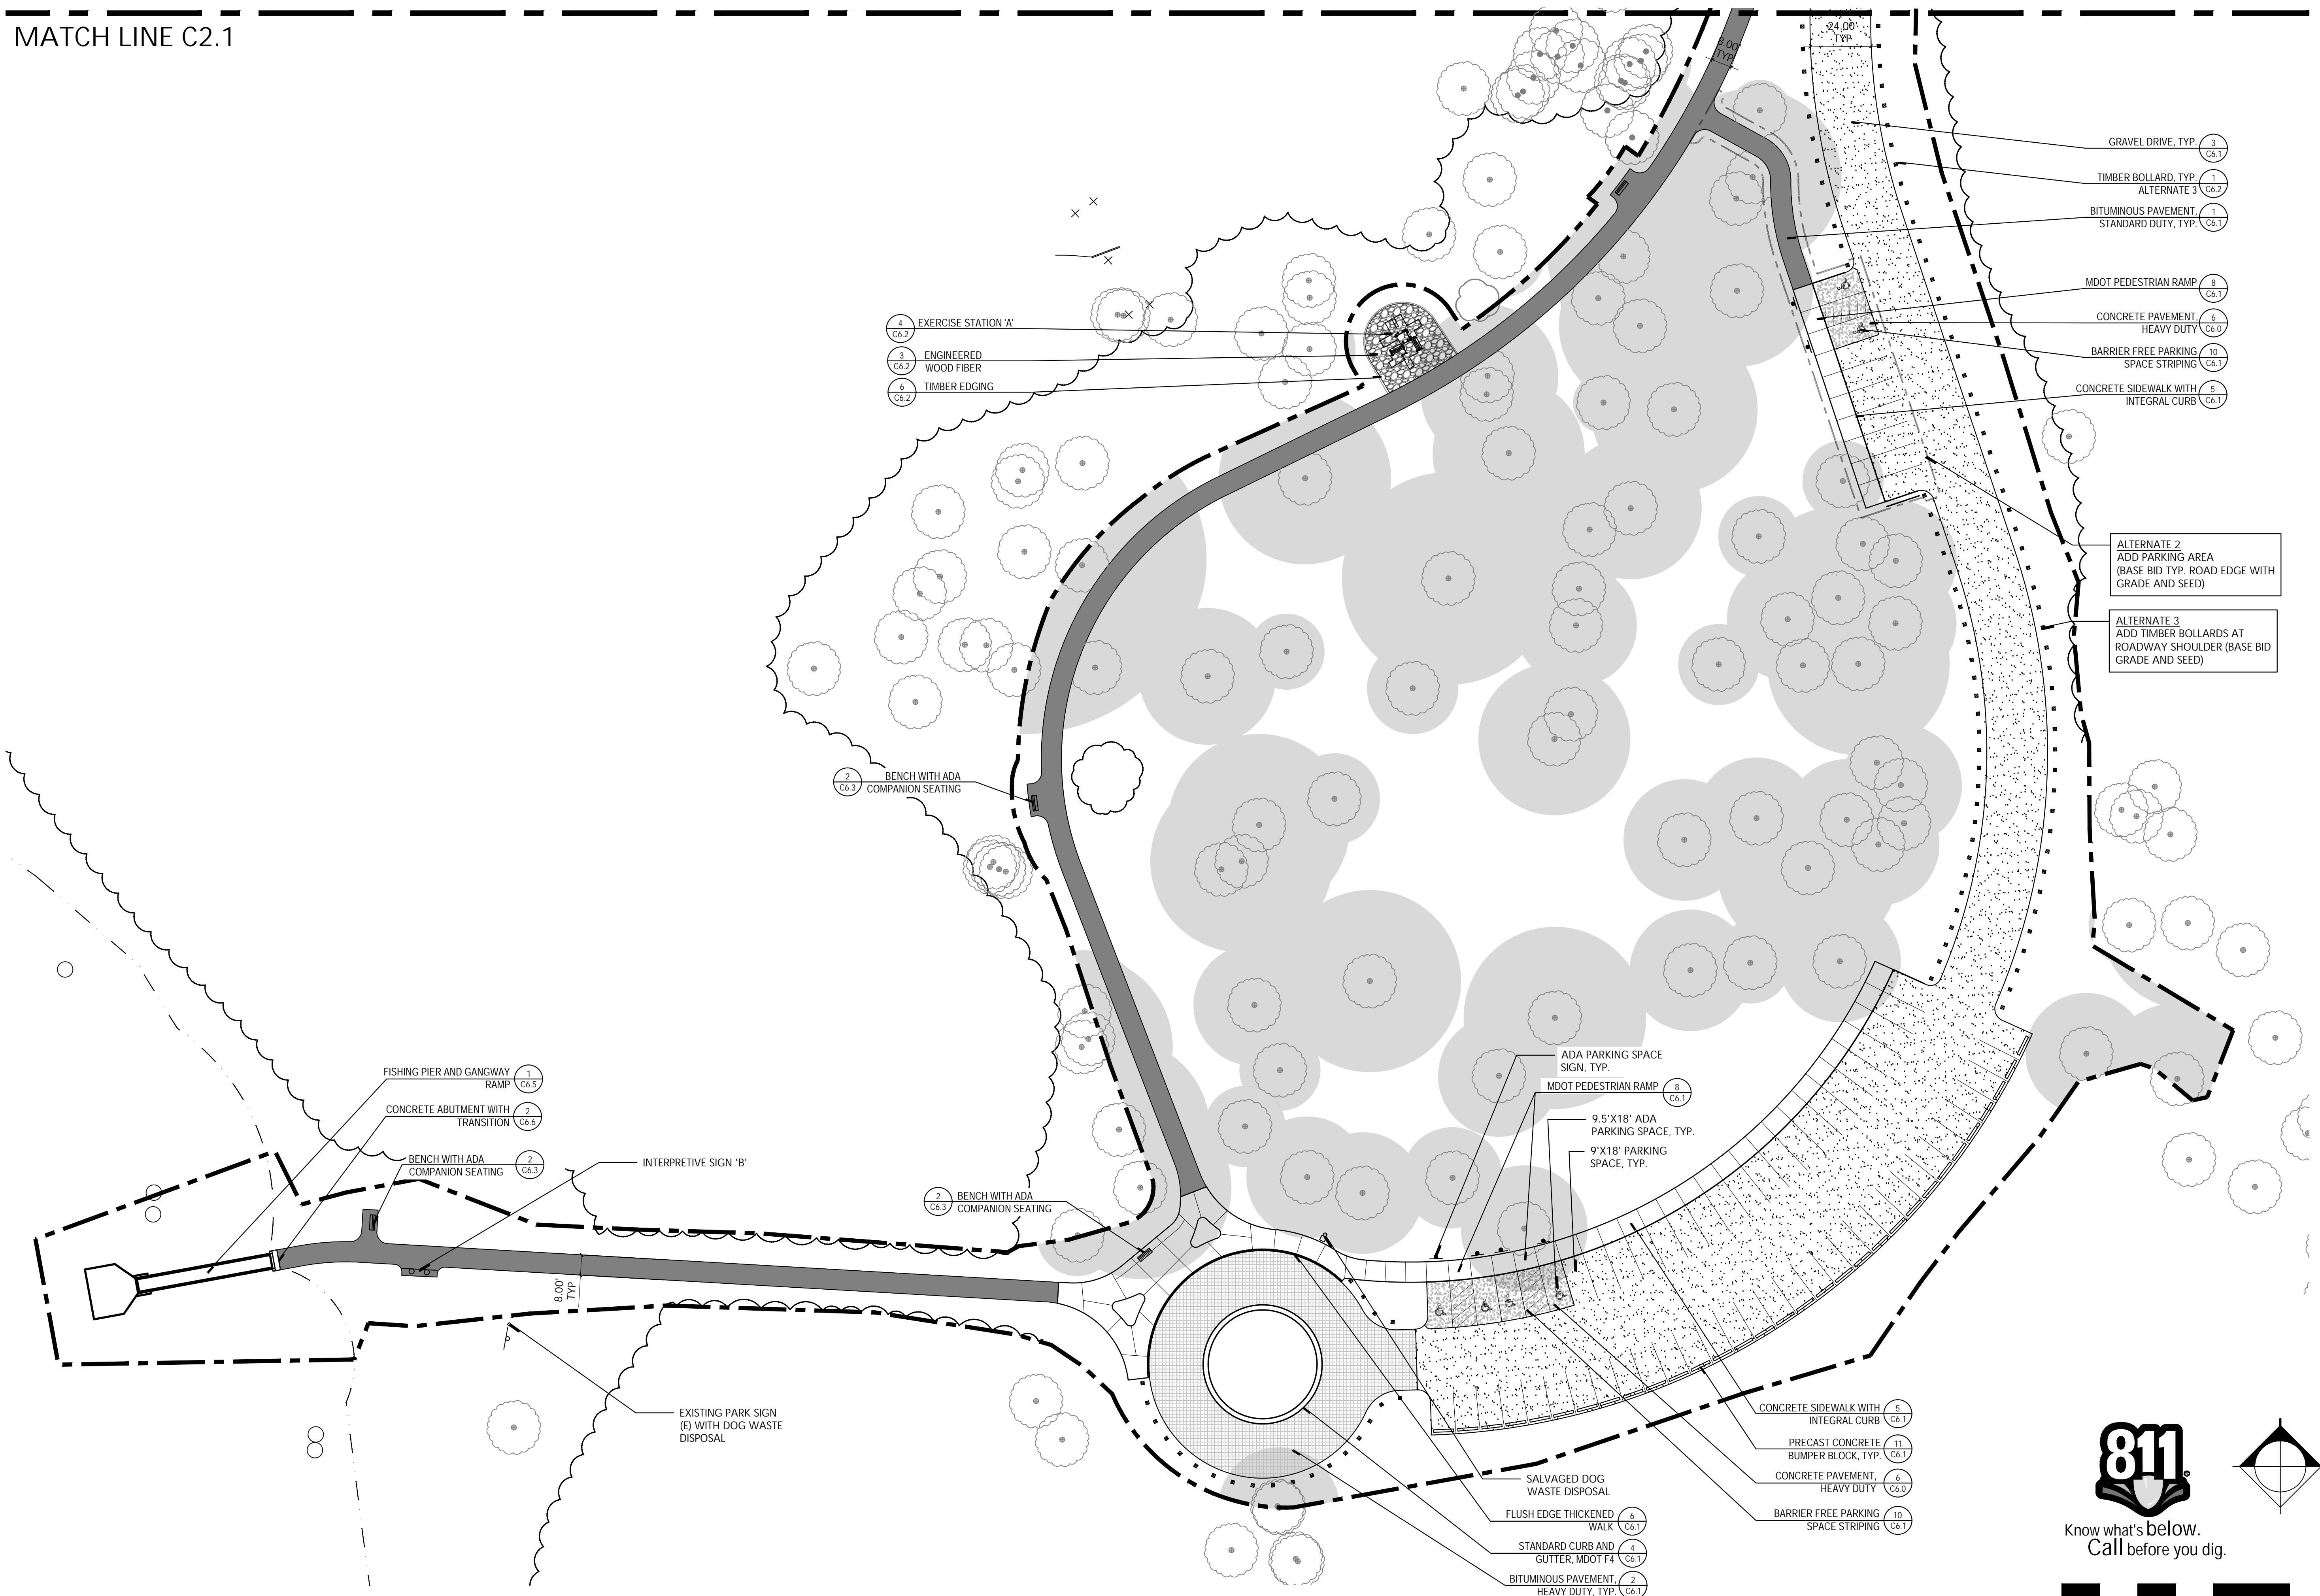 MATCH LINE C2.1
24.00'
TYP
8.00'
TYP
GRAVEL DRIVE, TYP.
3
C6.1
TIMBER BOLLARD, TYP.
ALTERNATE 3
1
C6.2
BITUMINOUS PAVEMENT,
STANDARD DUTY, TYP.
1
C6.1
MDOT PEDESTRIAN RAMP
8
C6.1
CONCRETE PAVEMENT,
HEAVY DUTY
6
C6.0
BARRIER FREE PARKING
SPACE STRIPING
10
C6.1
CONCRETE SIDEWALK WITH
INTEGRAL CURB
5
C6.1
4
C6.2
EXERCISE STATION 'A'
3
C6.2
ENGINEERED
WOOD FIBER
6
C6.2
TIMBER EDGING
ALTERNATE 2
ADD PARKING AREA
(BASE BID TYP. ROAD EDGE WITH
GRADE AND SEED)
ALTERNATE 3
ADD TIMBER BOLLARDS AT
ROADWAY SHOULDER (BASE BID
GRADE AND SEED)
2
C6.3
BENCH WITH ADA
COMPANION SEATING
FISHING PIER AND GANGWAY
RAMP
1
C6.5
CONCRETE ABUTMENT WITH
TRANSITION
2
C6.6
BENCH WITH ADA
COMPANION SEATING
2
C6.3
INTERPRETIVE SIGN 'B'
2
C6.3
BENCH WITH ADA
COMPANION SEATING
8.00'
TYP
EXISTING PARK SIGN
(E) WITH DOG WASTE
DISPOSAL
ADA PARKING SPACE
SIGN, TYP.
MDOT PEDESTRIAN RAMP
8
C6.1
9.5'X18' ADA
PARKING SPACE, TYP.
9'X18' PARKING
SPACE, TYP.
CONCRETE SIDEWALK WITH
INTEGRAL CURB
5
C6.1
PRECAST CONCRETE
BUMPER BLOCK, TYP.
11
C6.1
CONCRETE PAVEMENT,
HEAVY DUTY
6
C6.0
BARRIER FREE PARKING
SPACE STRIPING
10
C6.1
SALVAGED DOG
WASTE DISPOSAL
FLUSH EDGE THICKENED
WALK
6
C6.1
STANDARD CURB AND
GUTTER, MDOT F4
4
C6.1
BITUMINOUS PAVEMENT,
HEAVY DUTY, TYP.
2
C6.1
811
Know what's below.
Call before you dig.